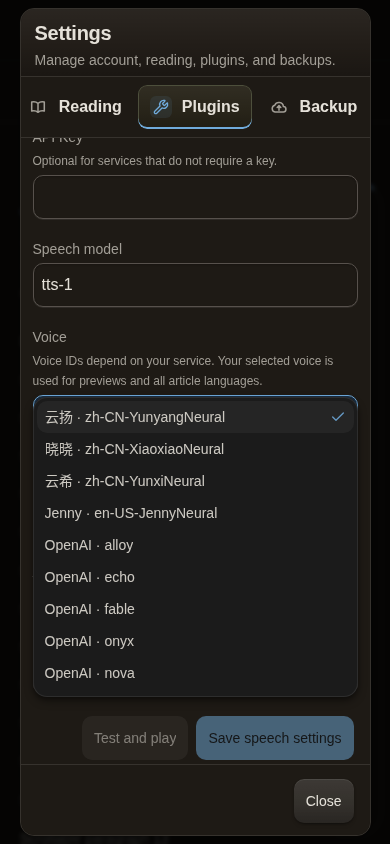 Settings
Manage account, reading, plugins, and backups.
Reading
Plugins
Backup
API Key
Optional for services that do not require a key.
Speech model
tts-1
Voice
Voice IDs depend on your service. Your selected voice is
used for previews and all article languages.
云扬 · zh-CN-YunyangNeural
晓晓 · zh-CN-XiaoxiaoNeural
云希 · zh-CN-YunxiNeural
Jenny · en-US-JennyNeural
OpenAI · alloy
OpenAI · echo
OpenAI · fable
OpenAI · onyx
OpenAI · nova
Test and play
Save speech settings
Close